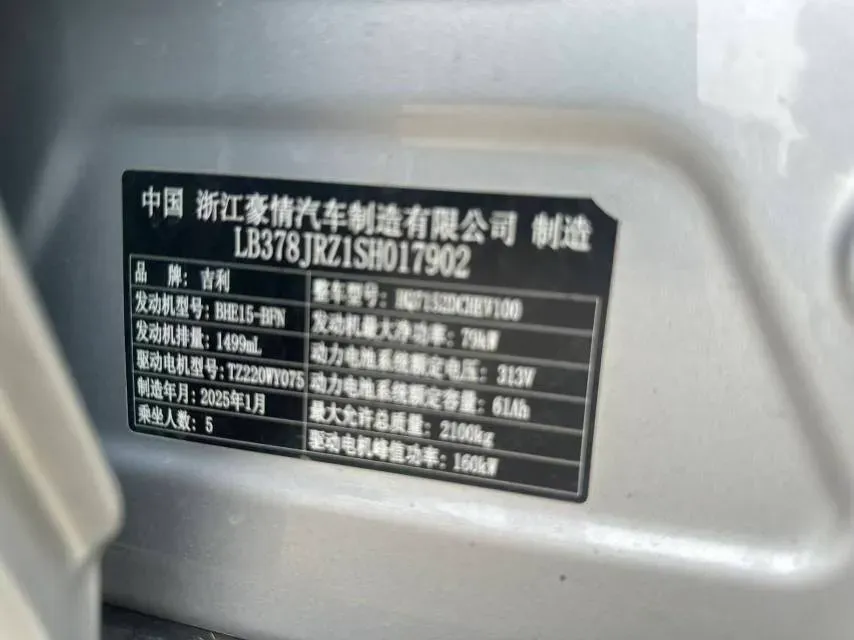 中国 浙江豪情汽车制造有限公司 制造
LB378JRZ1SH017902
品 牌: 吉利
整车型号: HQ7152DCHEV100
发动机型号: BHE15-BFN
发动机最大净功率: 79kW
发动机排量: 1499mL
动力电池系统额定电压: 313V
驱动电机型号: TZ220WY075
动力电池系统额定容量: 61Ah
制造年月: 2025年1月
最大允许总质量: 2100kg
乘坐人数: 5
驱动电机峰值功率: 160kW